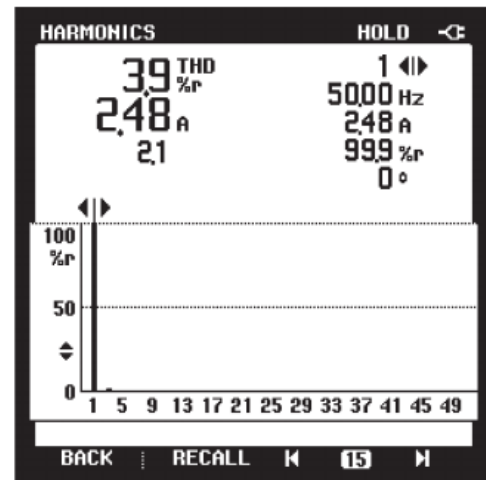 HARMONICS HOLD
3.9 THD %r
1
50.00 Hz
2.48 A
2.48 A
2.1
99.9 %r
0 °
100
%r
50
0
1 5 9 13 17 21 25 29 33 37 41 45 49
BACK RECALL 15